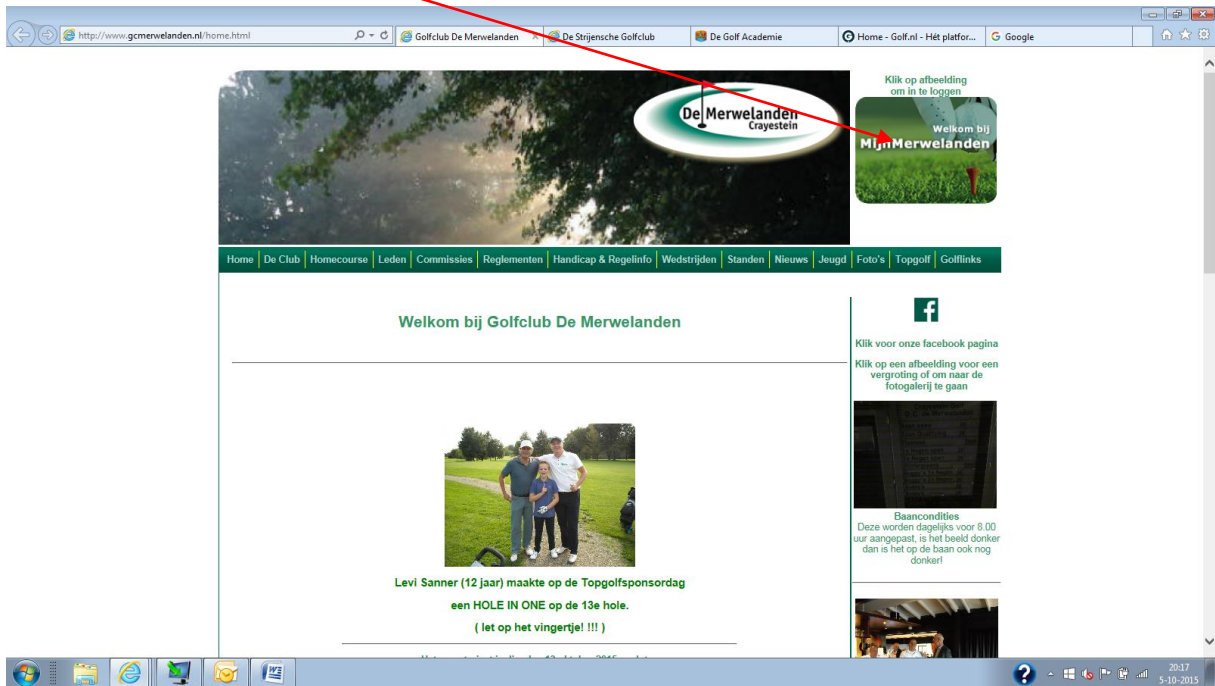 http://www.gcmerwelanden.nl/home.html
Golfclub De Merwelanden
De Strijensche Golfclub
De Golf Academie
Home - Golf.nl - Hét platfor...
Google
De Merwelanden
Crayestein
Klik op afbeelding
om in te loggen
Welkom bij
MijnMerwelanden
Home De Club Homecourse Leden Commissies Reglementen Handicap & Regelinfo Wedstrijden Standen Nieuws Jeugd Foto's Topgolf Golflinks
Welkom bij Golfclub De Merwelanden
Klik voor onze facebook pagina
Klik op een afbeelding voor een
vergroting of om naar de
fotogalerij te gaan
Baancondities
Deze worden dagelijks voor 8.00
uur aangepast, is het beeld donker
dan is het op de baan ook nog
donker!
Levi Sanner (12 jaar) maakte op de Topgolfsponsordag
een HOLE IN ONE op de 13e hole.
( let op het vingertje! !!! )
20:17
5-10-2015